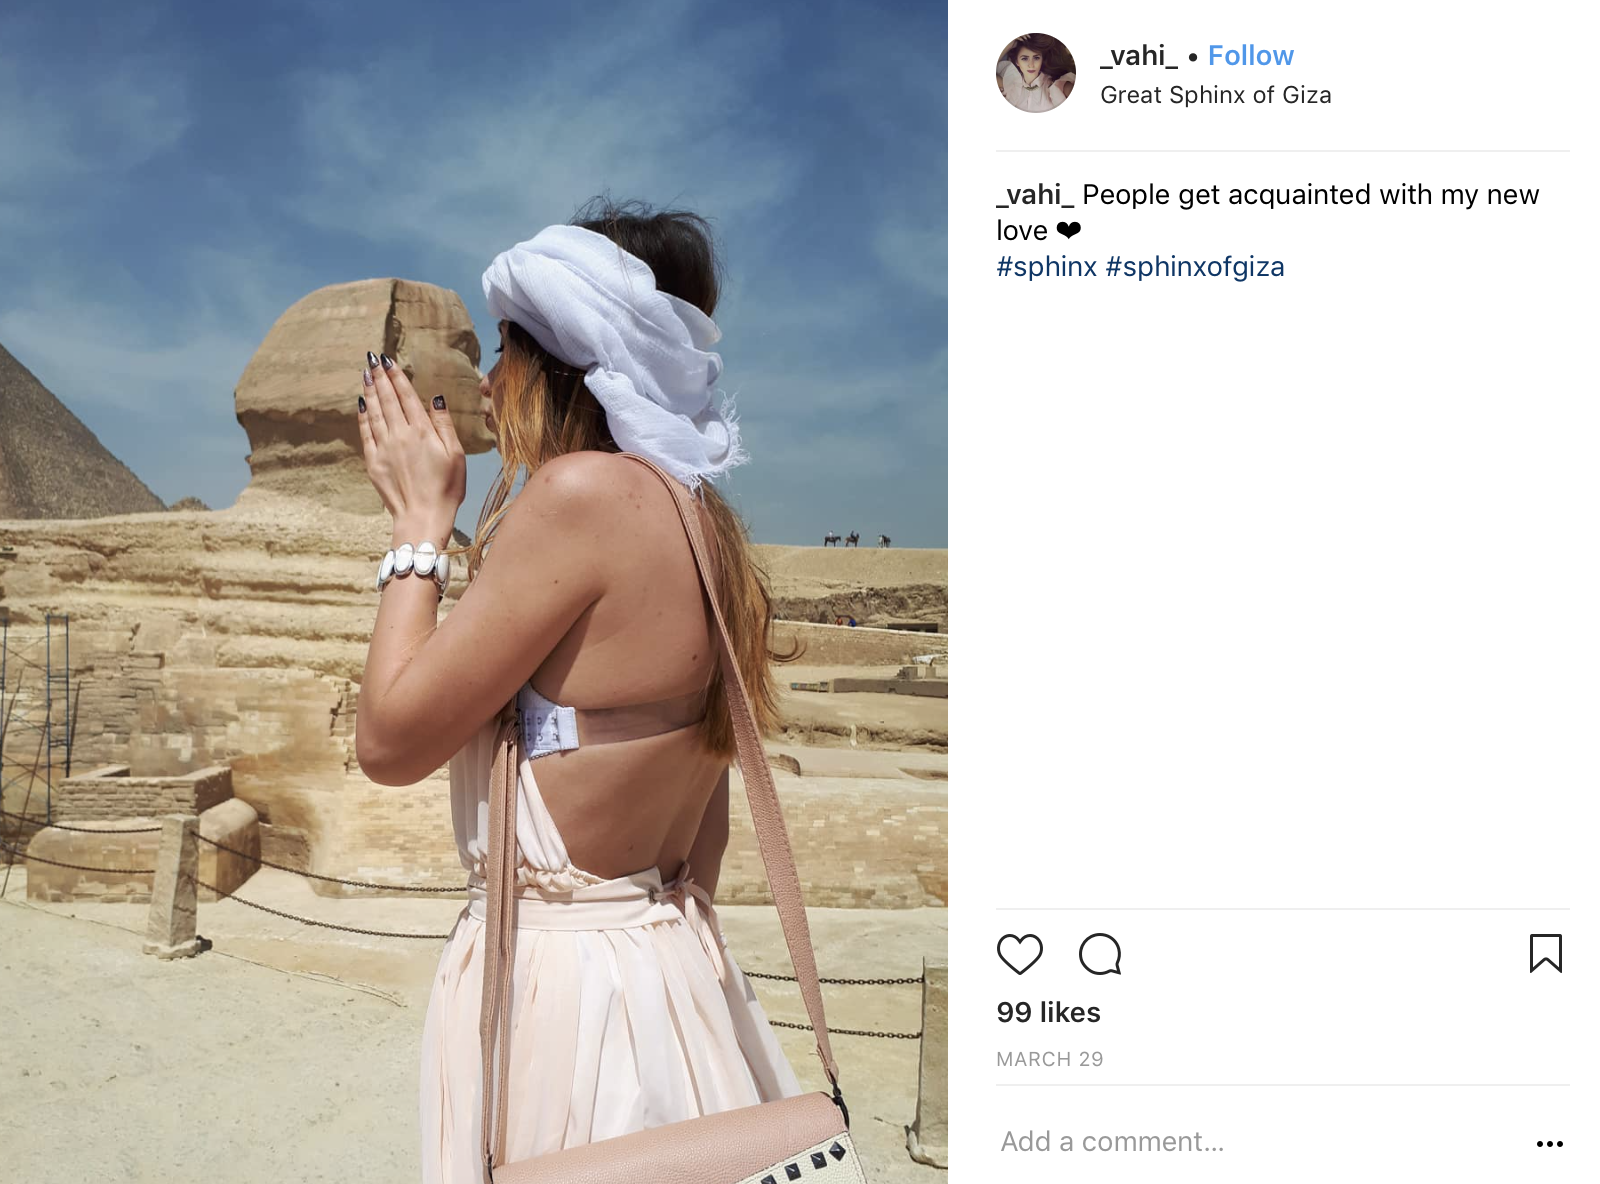 _vahi_ • Follow
Great Sphinx of Giza
_vahi_ People get acquainted with my new
love ❤
#sphinx #sphinxofgiza
99 likes
MARCH 29
Add a comment...